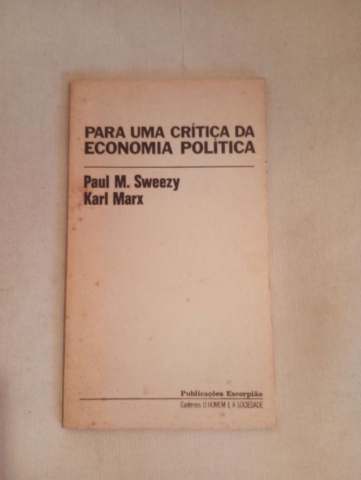 PARA UMA CRÍTICA DA
ECONOMIA POLÍTICA
Paul M. Sweezy
Karl Marx
Publicações Escorpião
Cadernos O HOMEM E A SOCIEDADE